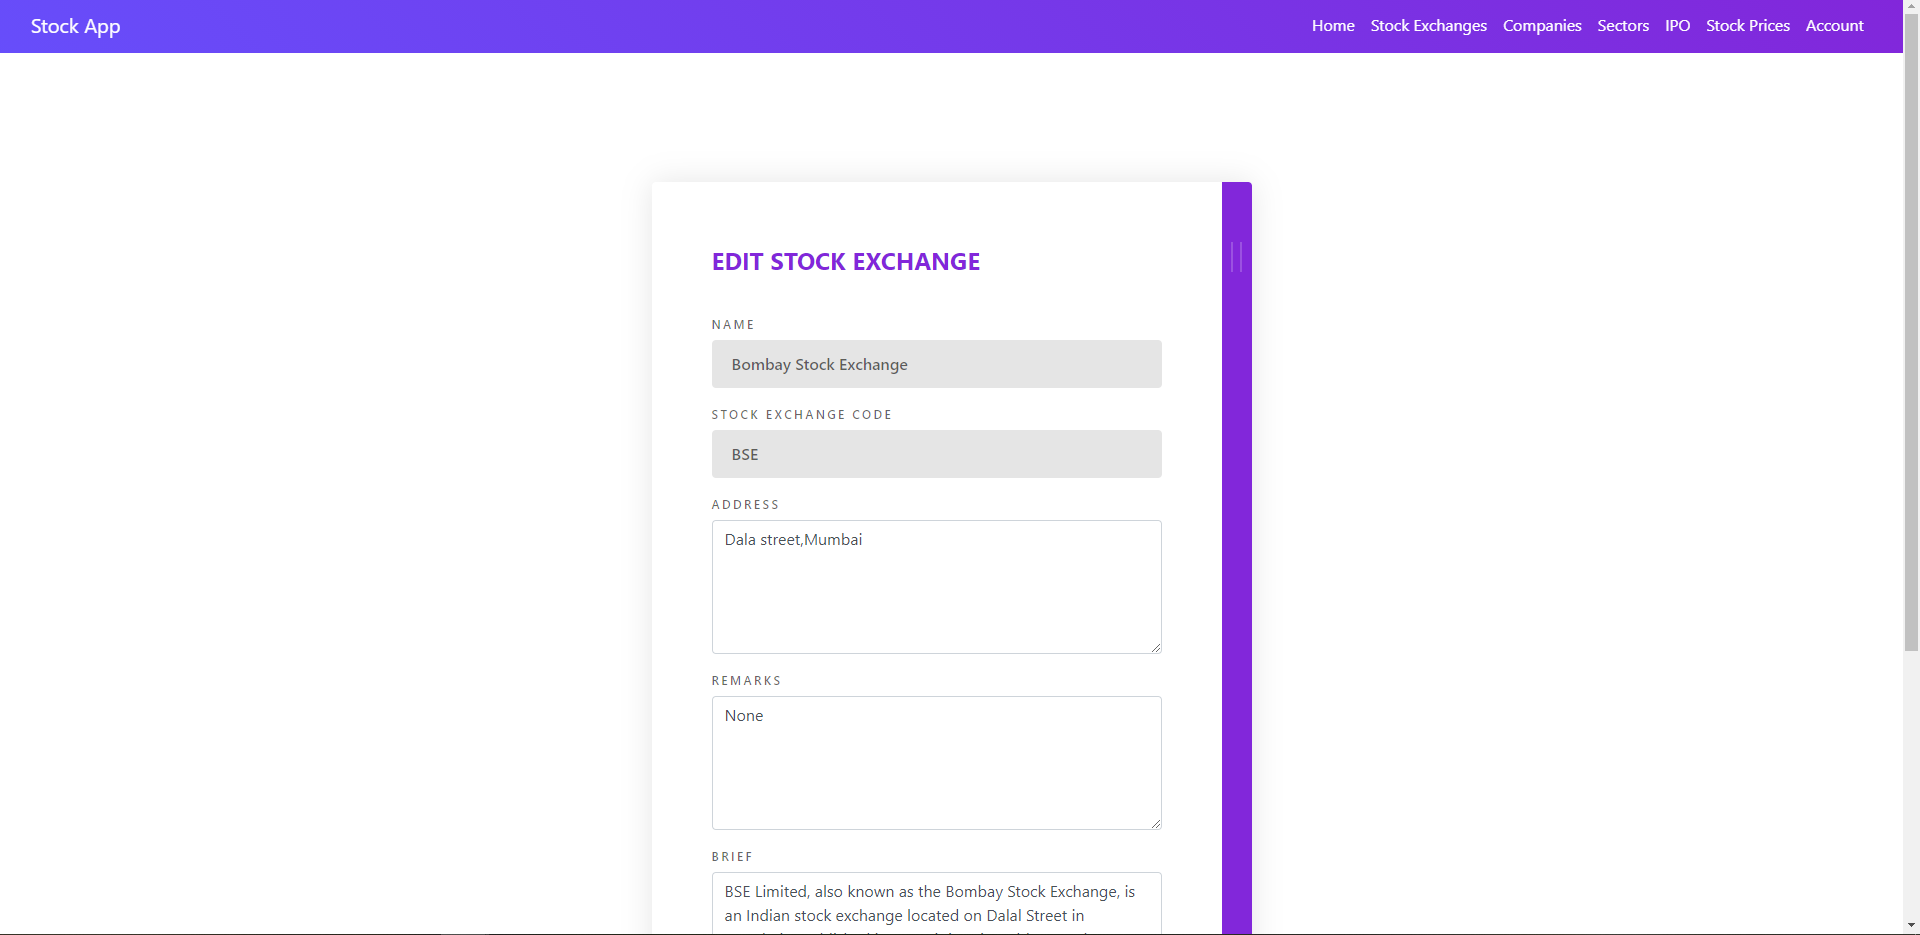 Stock App
Home Stock Exchanges Companies Sectors IPO Stock Prices Account
EDIT STOCK EXCHANGE
NAME
Bombay Stock Exchange
STOCK EXCHANGE CODE
BSE
ADDRESS
Dala street,Mumbai
REMARKS
None
BRIEF
BSE Limited, also known as the Bombay Stock Exchange, is
an Indian stock exchange located on Dalal Street in